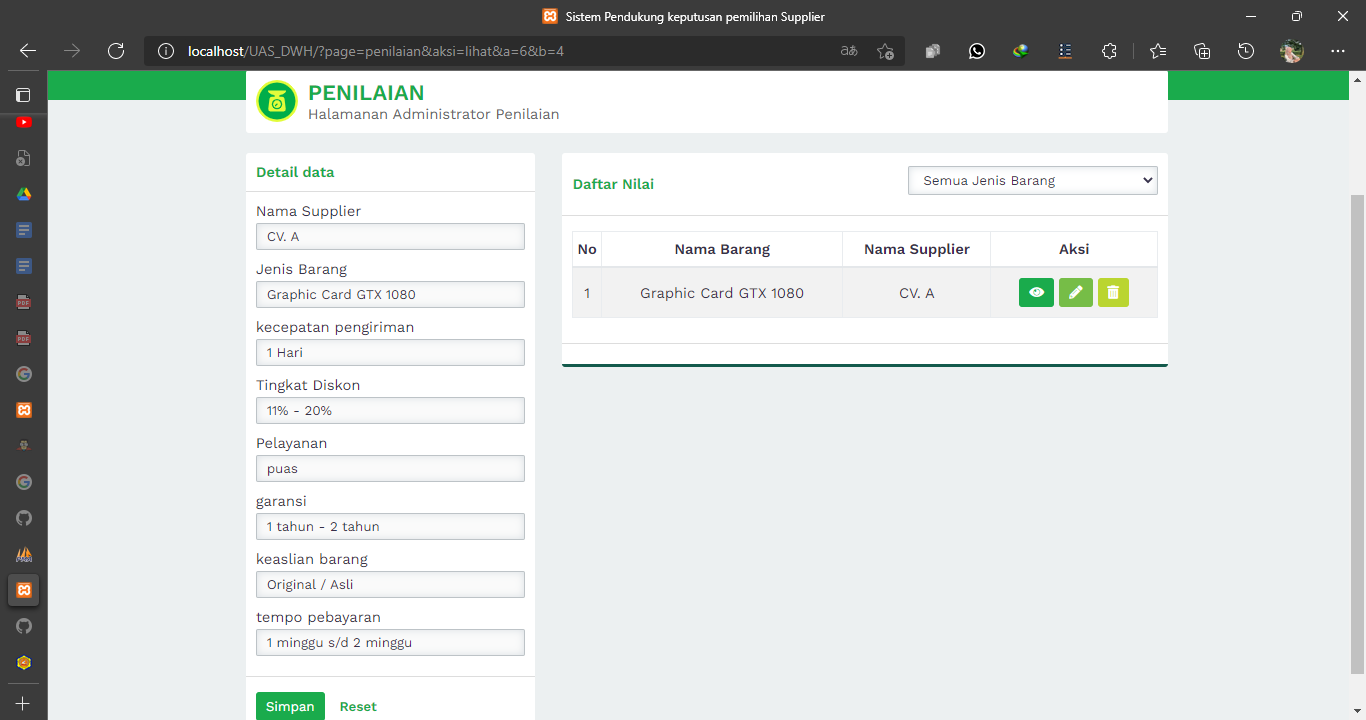 Sistem Pendukung keputusan pemilihan Supplier
localhost/UAS_DWH/?page=penilaian&aksi=lihat&a=6&b=4
PENILAIAN
Halamanan Administrator Penilaian
Detail data
Nama Supplier
CV. A
Jenis Barang
Graphic Card GTX 1080
kecepatan pengiriman
1 Hari
Tingkat Diskon
11% - 20%
Pelayanan
puas
garansi
1 tahun - 2 tahun
keaslian barang
Original / Asli
tempo pebayaran
1 minggu s/d 2 minggu
Simpan Reset
Daftar Nilai
Semua Jenis Barang
No Nama Barang Nama Supplier Aksi
1 Graphic Card GTX 1080 CV. A